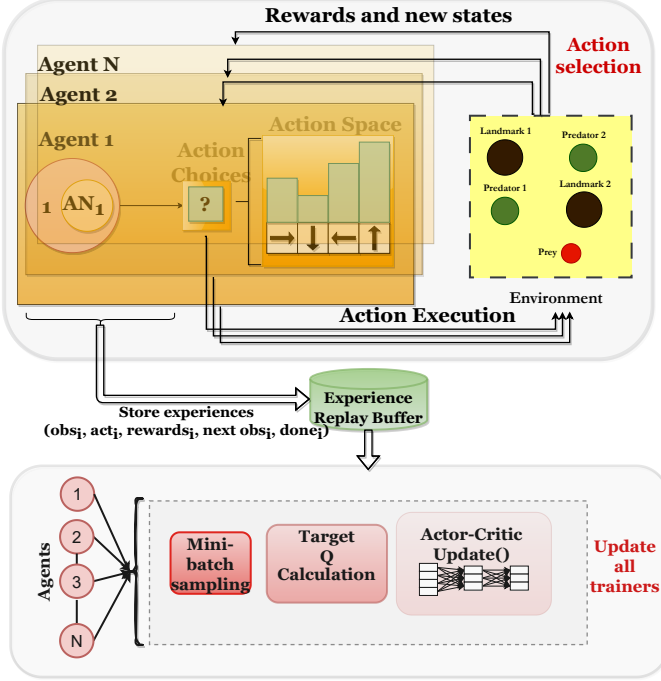 Rewards and new states
Action
selection
Agent N
Agent 2
Agent 1
Action Space
Action
Choices
1
AN1
?
Landmark 1
Predator 2
Predator 1
Landmark 2
Prey
Environment
Action Execution
Experience
Replay Buffer
Store experiences
(obsi, acti, rewardsi, next obsi, donei)
Agents
1
2
3
N
Mini-
batch
sampling
Target
Q
Calculation
Actor-Critic
Update()
Update
all
trainers